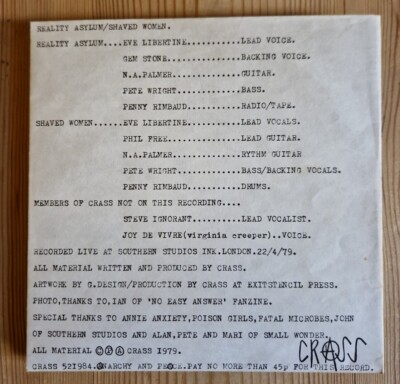 REALITY ASYLUM/SHAVED WOMEN.
REALITY ASYLUM....EVE LIBERTINE...........LEAD VOICE.
GEM STONE...............BACKING VOICE.
N.A.PALMER..............GUITAR.
PETE WRIGHT.............BASS.
PENNY RIMBAUD...........RADIO/TAPE.
SHAVED WOMEN......EVE LIBERTINE...........LEAD VOCALS.
PHIL FREE...............LEAD GUITAR.
N.A.PALMER..............RYTHM GUITAR
PETE WRIGHT.............BASS/BACKING VOCALS.
PENNY RIMBAUD...........DRUMS.
MEMBERS OF CRASS NOT ON THIS RECORDING....
STEVE IGNORANT..........LEAD VOCALIST.
JOY DE VIVRE(virginia creeper)..VOICE.
RECORDED LIVE AT SOUTHERN STUDIOS INK.LONDON.22/4/79.
ALL MATERIAL WRITTEN AND PRODUCED BY CRASS.
ARTWORK BY G.DESIGN/PRODUCTION BY CRASS AT EXITSTENCIL PRESS.
PHOTO,THANKS TO,IAN OF 'NO EASY ANSWER' FANZINE.
SPECIAL THANKS TO ANNIE ANXIETY,POISON GIRLS,FATAL MICROBES,JOHN
OF SOUTHERN STUDIOS AND ALAN,PETE AND MARI OF SMALL WONDER.
ALL MATERIAL ⒸⓅⒶ CRASS 1979.
CRASS
CRASS 521984.ⒶNARCHY AND PEACE.PAY NO MORE THAN 45p FOR THIS RECORD.